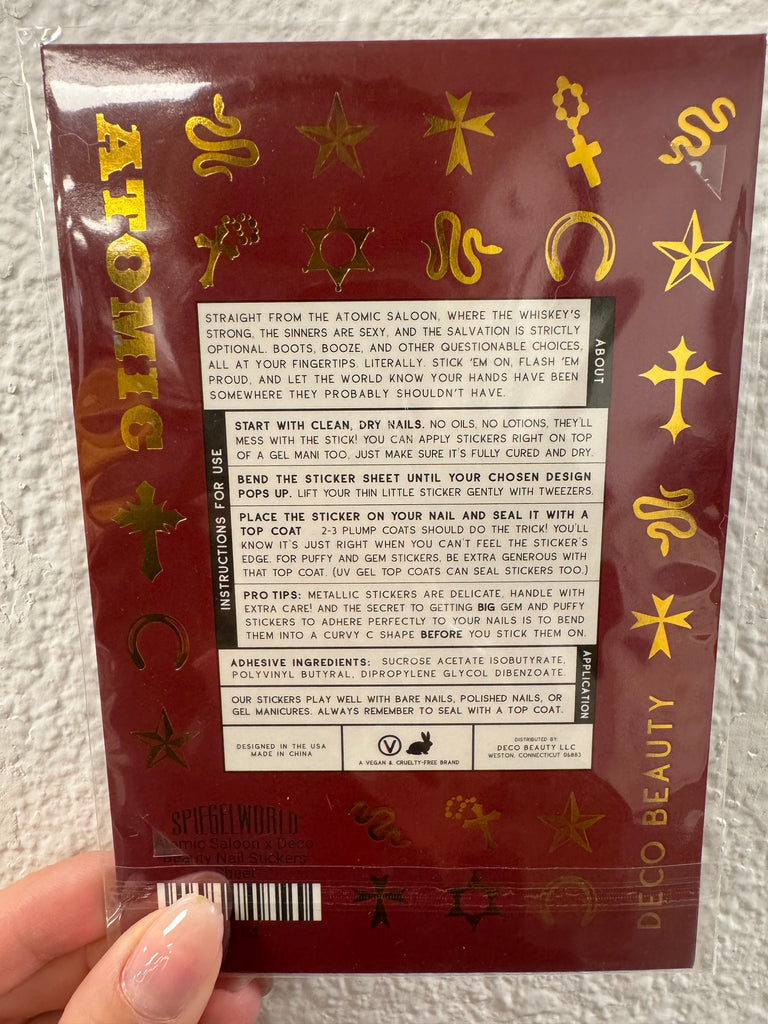 ATOMIC
STRAIGHT FROM THE ATOMIC SALOON, WHERE THE WHISKEY'S
STRONG, THE SINNERS ARE SEXY, AND THE SALVATION IS STRICTLY
OPTIONAL. BOOTS, BOOZE, AND OTHER QUESTIONABLE CHOICES,
ALL AT YOUR FINGERTIPS. LITERALLY. STICK 'EM ON, FLASH 'EM
PROUD, AND LET THE WORLD KNOW YOUR HANDS HAVE BEEN
SOMEWHERE THEY PROBABLY SHOULDN'T HAVE.
ABOUT
INSTRUCTIONS FOR USE
START WITH CLEAN, DRY NAILS. NO OILS, NO LOTIONS, THEY'LL
MESS WITH THE STICK! YOU CAN APPLY STICKERS RIGHT ON TOP
OF A GEL MANI TOO, JUST MAKE SURE IT'S FULLY CURED AND DRY.
BEND THE STICKER SHEET UNTIL YOUR CHOSEN DESIGN
POPS UP. LIFT YOUR THIN LITTLE STICKER GENTLY WITH TWEEZERS.
PLACE THE STICKER ON YOUR NAIL AND SEAL IT WITH A
TOP COAT 2-3 PLUMP COATS SHOULD DO THE TRICK! YOU'LL
KNOW IT'S JUST RIGHT WHEN YOU CAN'T FEEL THE STICKER'S
EDGE. FOR PUFFY AND GEM STICKERS, BE EXTRA GENEROUS WITH
THAT TOP COAT. (UV GEL TOP COATS CAN SEAL STICKERS TOO.)
PRO TIPS: METALLIC STICKERS ARE DELICATE, HANDLE WITH
EXTRA CARE! AND THE SECRET TO GETTING BIG GEM AND PUFFY
STICKERS TO ADHERE PERFECTLY TO YOUR NAILS IS TO BEND
THEM INTO A CURVY C SHAPE BEFORE YOU STICK THEM ON.
ADHESIVE INGREDIENTS: SUCROSE ACETATE ISOBUTYRATE,
POLYVINYL BUTYRAL, DIPROPYLENE GLYCOL DIBENZOATE.
OUR STICKERS PLAY WELL WITH BARE NAILS, POLISHED NAILS, OR
GEL MANICURES. ALWAYS REMEMBER TO SEAL WITH A TOP COAT.
APPLICATION
DESIGNED IN THE USA
MADE IN CHINA
V
A VEGAN & CRUELTY-FREE BRAND
DISTRIBUTED BY:
DECO BEAUTY LLC
WESTON, CONNECTICUT 06883
DECO BEAUTY
SPIEGELWORLD
Atomic Saloon x Deco
Beauty Nail Stickers
Sheet